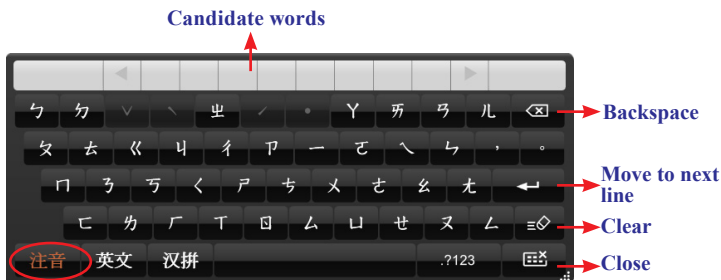 Candidate words
ㄅ ㄉ ˇ ˋ ㄓ ˊ ˙ ㄚ ㄞ ㄢ ㄦ Backspace
ㄆ ㄊ ㄍ ㄐ ㄔ ㄗ ㄧ ㄛ ㄟ ㄣ ， 。
ㄇ ㄋ ㄎ ㄑ ㄕ ㄘ ㄨ ㄜ ㄠ ㄤ Move to next
line
ㄈ ㄌ ㄏ ㄒ ㄖ ㄙ ㄩ ㄝ ㄡ ㄥ Clear
注音 英文 汉拼 .?123 Close